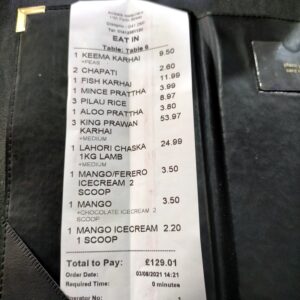 EAT IN
Table: Table 6
1 KEEMA KARHAI 9.50
+PEAS
2 CHAPATI 2.60
1 FISH KARHAI 11.99
1 MINCE PRATTHA 3.99
3 PILAU RICE 8.97
1 ALOO PRATTHA 3.80
3 KING PRAWAN 53.97
KARHAI
+MEDIUM
1 LAHORI CHASKA 24.99
1KG LAMB
+MEDIUM
1 MANGO/FERERO 3.50
ICECREAM 2
SCOOP
1 MANGO 3.50
+CHOCOLATE ICECREAM 2
SCOOP
1 MANGO ICECREAM 2.20
1 SCOOP
Total to Pay: £129.01
Order Date: 03/08/2021 14:21
Required Time: 0 minutes